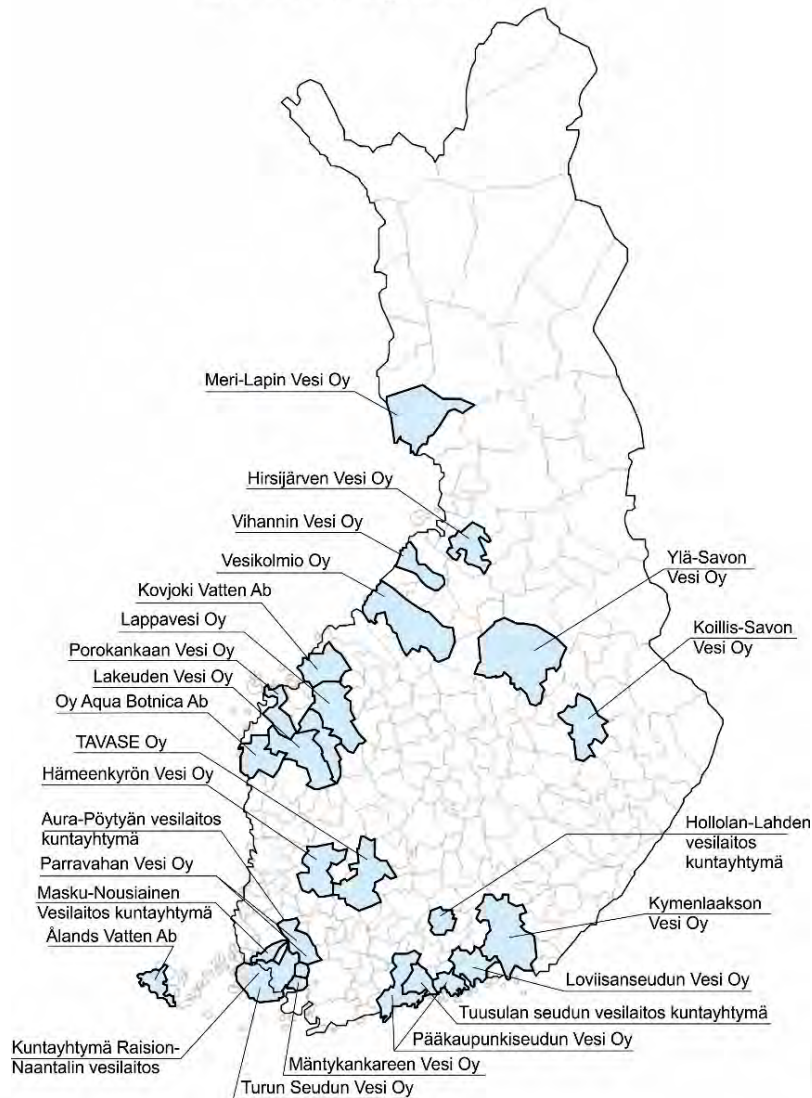 Meri-Lapin Vesi Oy
Hirsijärven Vesi Oy
Vihannin Vesi Oy
Vesikolmio Oy
Ylä-Savon
Vesi Oy
Kovjoki Vatten Ab
Lappavesi Oy
Koillis-Savon
Vesi Oy
Porokankaan Vesi Oy
Lakeuden Vesi Oy
Oy Aqua Botnica Ab
TAVASE Oy
Hämeenkyrön Vesi Oy
Aura-Pöytyän vesilaitos
kuntayhtymä
Hollolan-Lahden
vesilaitos
kuntayhtymä
Parravahan Vesi Oy
Masku-Nousiainen
Vesilaitos kuntayhtymä
Kymenlaakson
Vesi Oy
Ålands Vatten Ab
Loviisanseudun Vesi Oy
Tuusulan seudun vesilaitos kuntayhtymä
Pääkaupunkiseudun Vesi Oy
Kuntayhtymä Raision-
Naantalin vesilaitos
Mäntykankareen Vesi Oy
Turun Seudun Vesi Oy